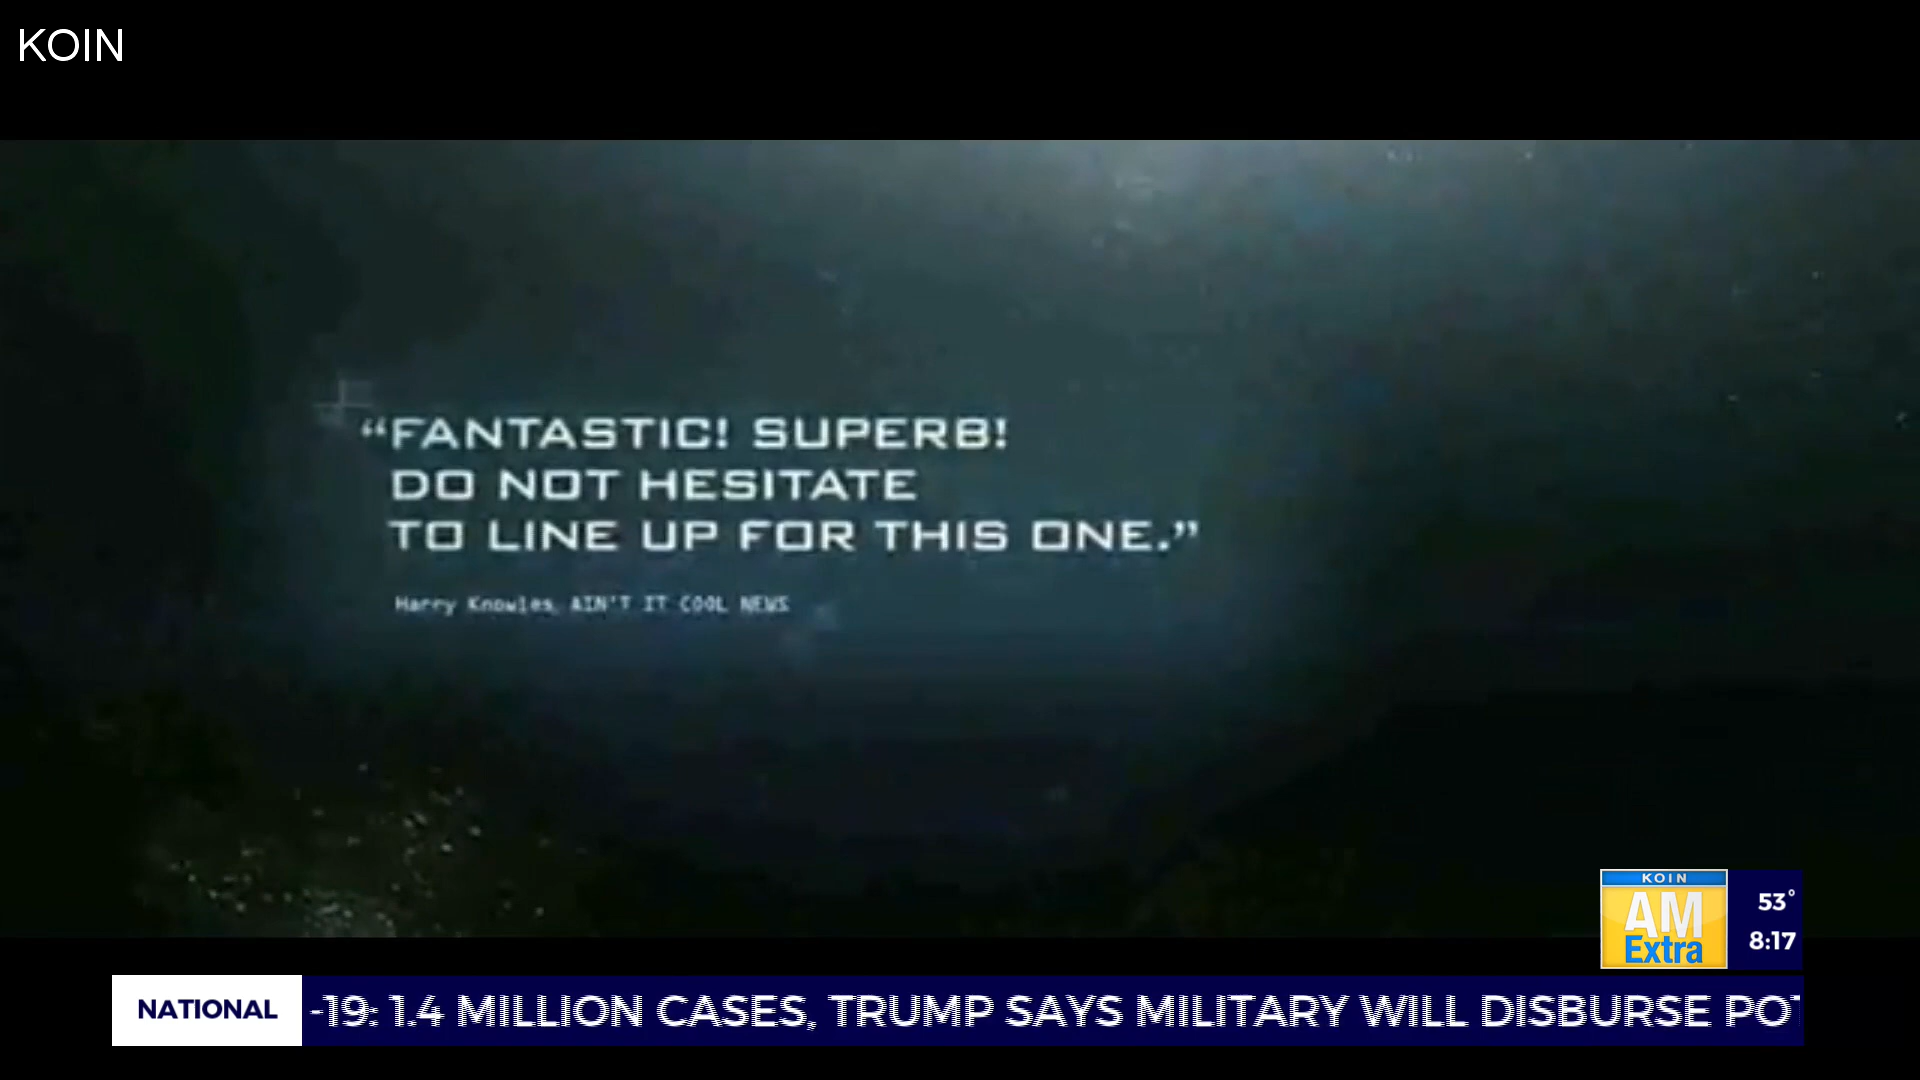 KOIN
“FANTASTIC! SUPERB!
DO NOT HESITATE
TO LINE UP FOR THIS ONE.”
Harry Knowles, AIN'T IT COOL NEWS
KOIN
AM
Extra
53°
8:17
NATIONAL
-19: 1.4 MILLION CASES, TRUMP SAYS MILITARY WILL DISBURSE POT